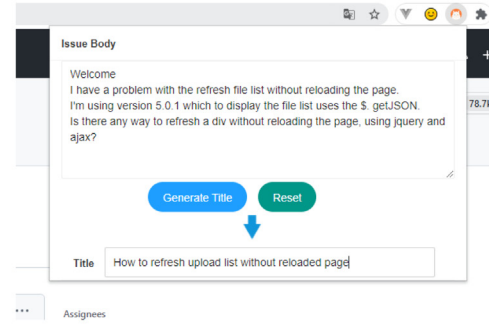 Issue Body
Welcome
I have a problem with the refresh file list without reloading the page.
I'm using version 5.0.1 which to display the file list uses the $. getJSON.
Is there any way to refresh a div without reloading the page, using jquery and
ajax?
78.7k
Generate Title
Reset
Title
How to refresh upload list without reloaded page
...
Assignees